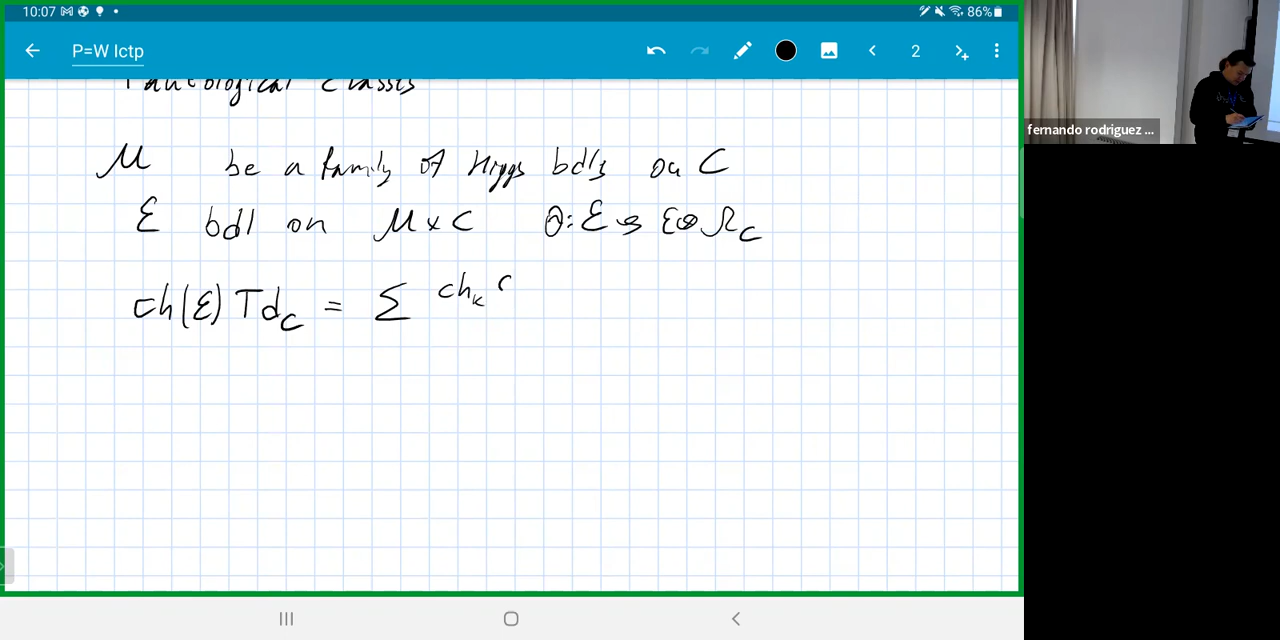 10:07 86%
P=W Ictp 2
Tautological classes
M be a family of Higgs bdls on C
ℰ bdl on M × C θ: ℰ → ℰ⊗Ω_C
ch(ℰ) Td_C = Σ ch_k (
fernando rodriguez ...